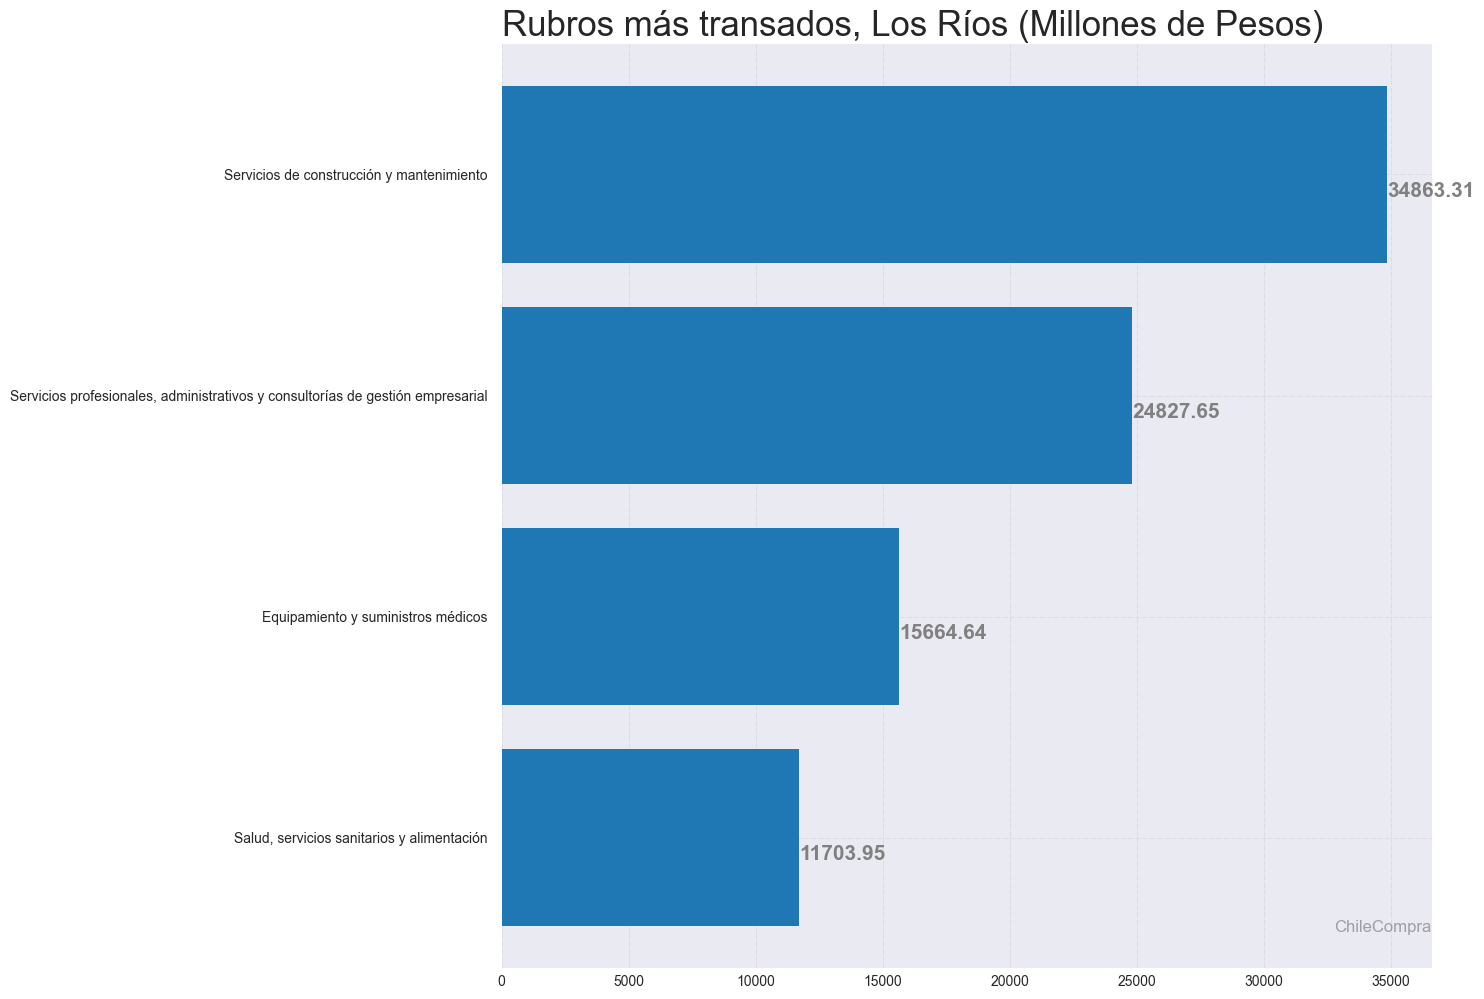 Rubros más transados, Los Ríos (Millones de Pesos)
Servicios de construcción y mantenimiento
34863.31
Servicios profesionales, administrativos y consultorías de gestión empresarial
24827.65
Equipamiento y suministros médicos
15664.64
Salud, servicios sanitarios y alimentación
11703.95
ChileCompra
0 5000 10000 15000 20000 25000 30000 35000